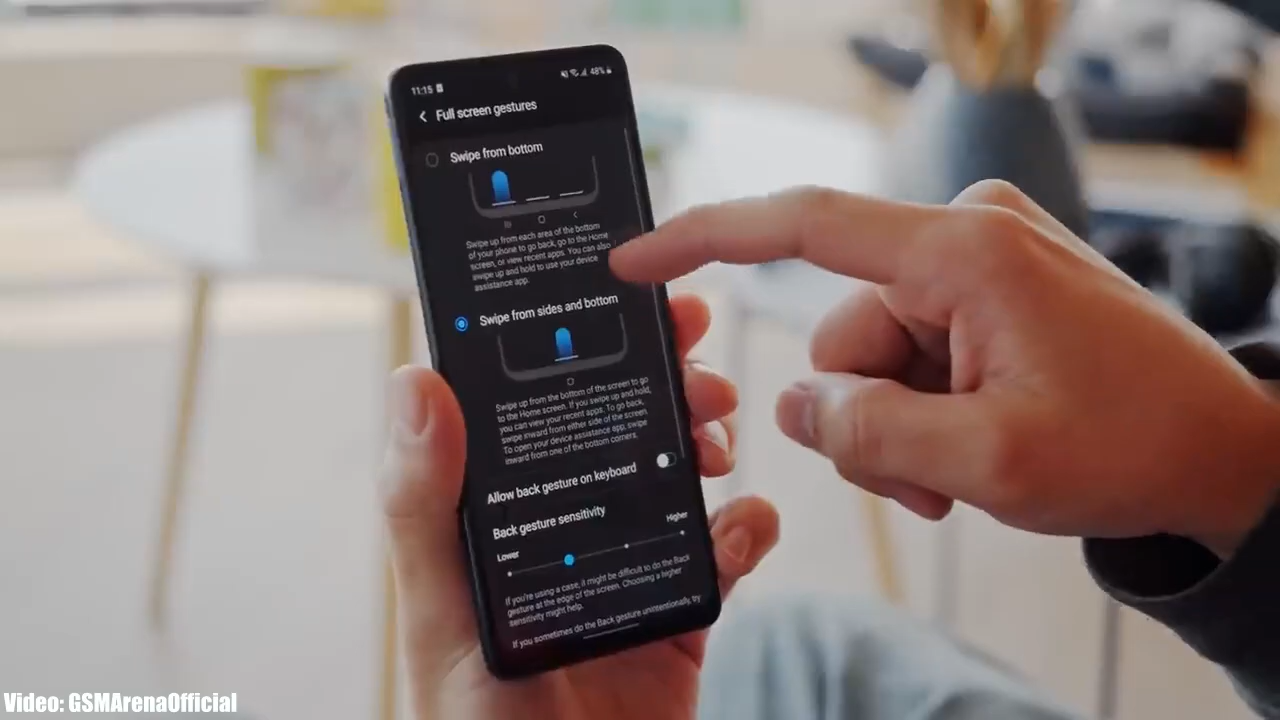 11:15
48%
Full screen gestures
Swipe from bottom
Swipe up from each area of the bottom
of your phone to go back, go to the Home
screen, or view recent apps. You can also
swipe up and hold to use your device
assistance app.
Swipe from sides and bottom
Swipe up from the bottom of the screen to go
to the Home screen. If you swipe up and hold,
you can view your recent apps. To go back,
swipe inward from either side of the screen.
To open your device assistance app, swipe
inward from one of the bottom corners.
Allow back gesture on keyboard
Back gesture sensitivity
Lower
Higher
If you're using a case, it might be difficult to do the Back
gesture at the edge of the screen. Choosing a higher
sensitivity might help.
If you sometimes do the Back gesture unintentionally, try
Video: GSMArenaOfficial